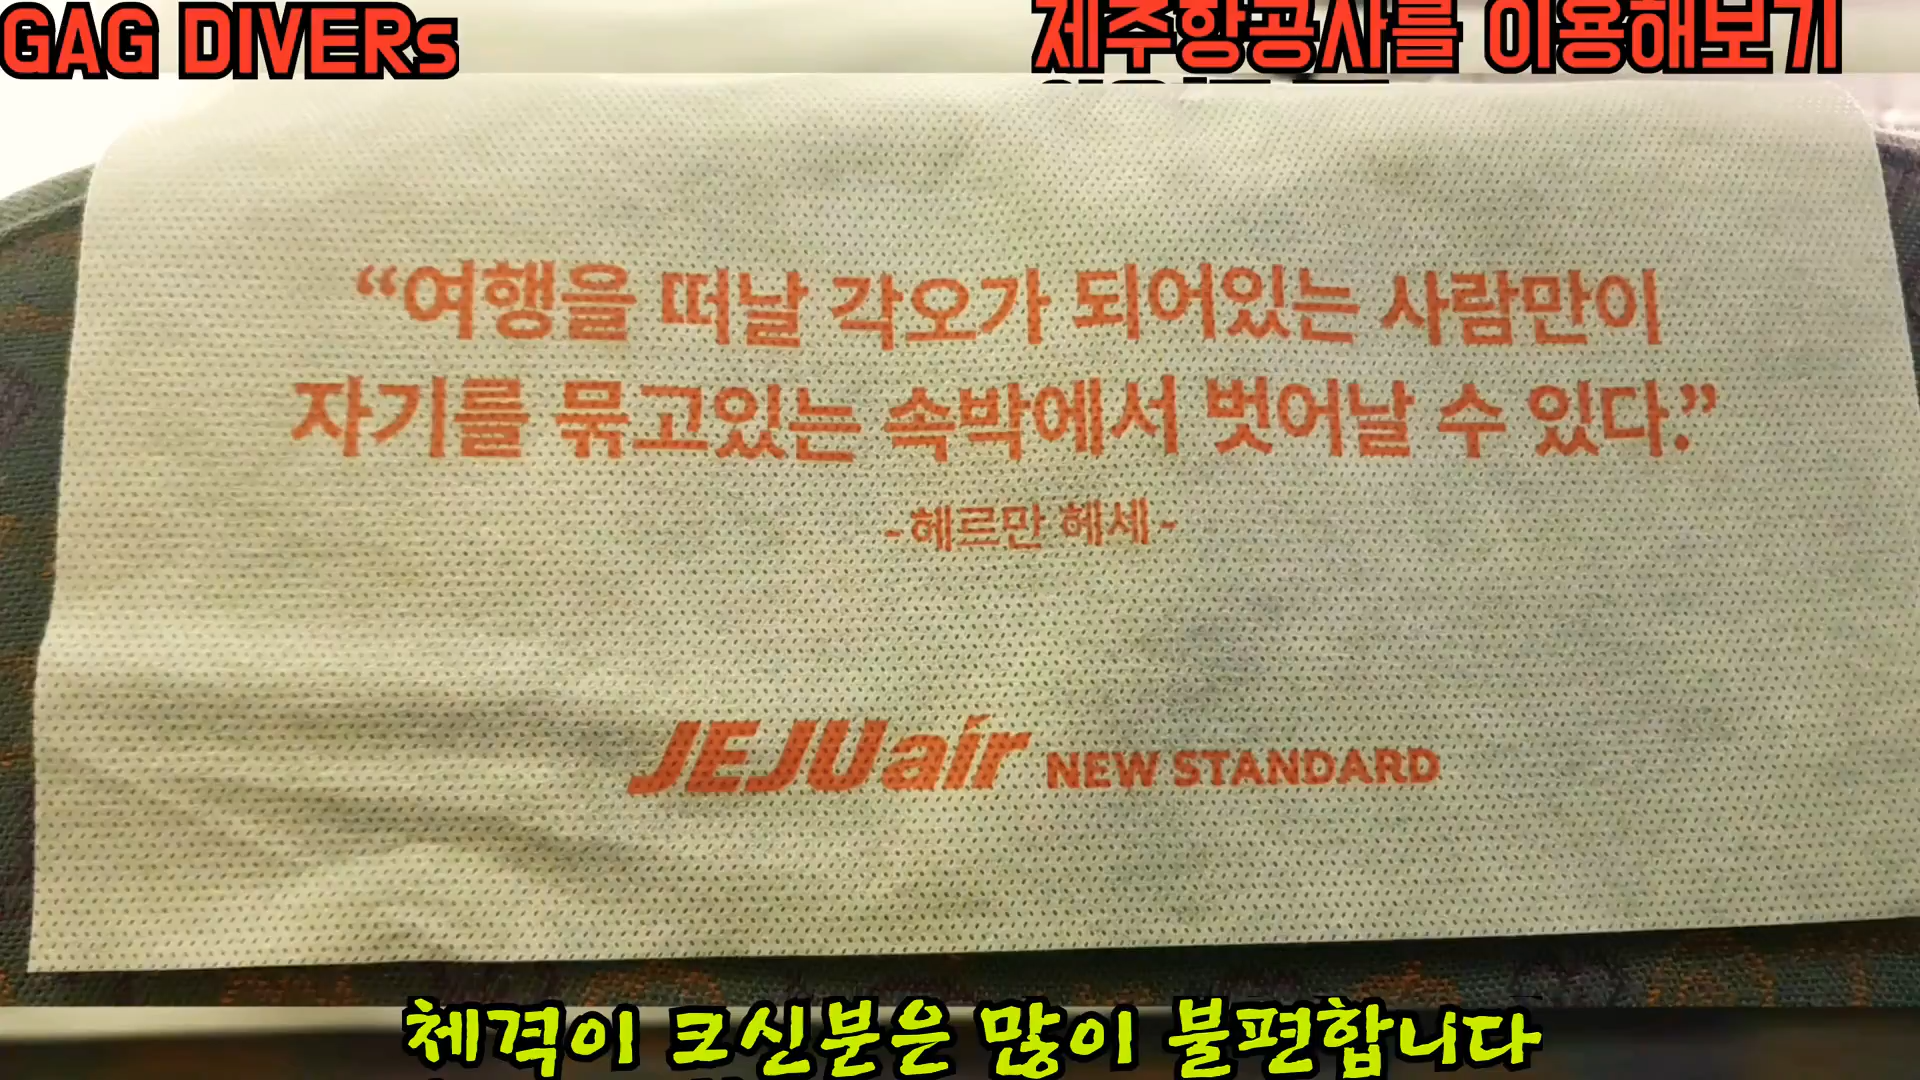 GAG DIVERs
제주항공사를 이용해보기
“여행을 떠날 각오가 되어있는 사람만이
자기를 묶고있는 속박에서 벗어날 수 있다.”
-헤르만 헤세-
JEJUair NEW STANDARD
체격이 크신분은 많이 불편합니다